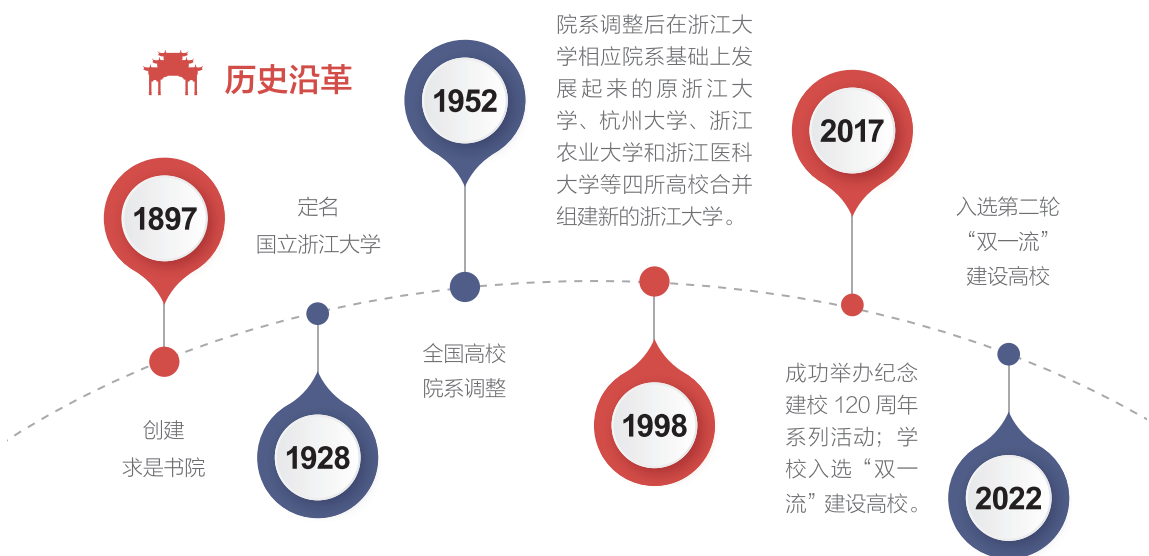 历史沿革
1897
创建
求是书院
定名
国立浙江大学
1928
1952
全国高校
院系调整
院系调整后在浙江大
学相应院系基础上发
展起来的原浙江大
学、杭州大学、浙江
农业大学和浙江医科
大学等四所高校合并
组建新的浙江大学。
1998
2017
成功举办纪念
建校 120 周年
系列活动；学
校入选“双一
流”建设高校。
入选第二轮
“双一流”
建设高校
2022